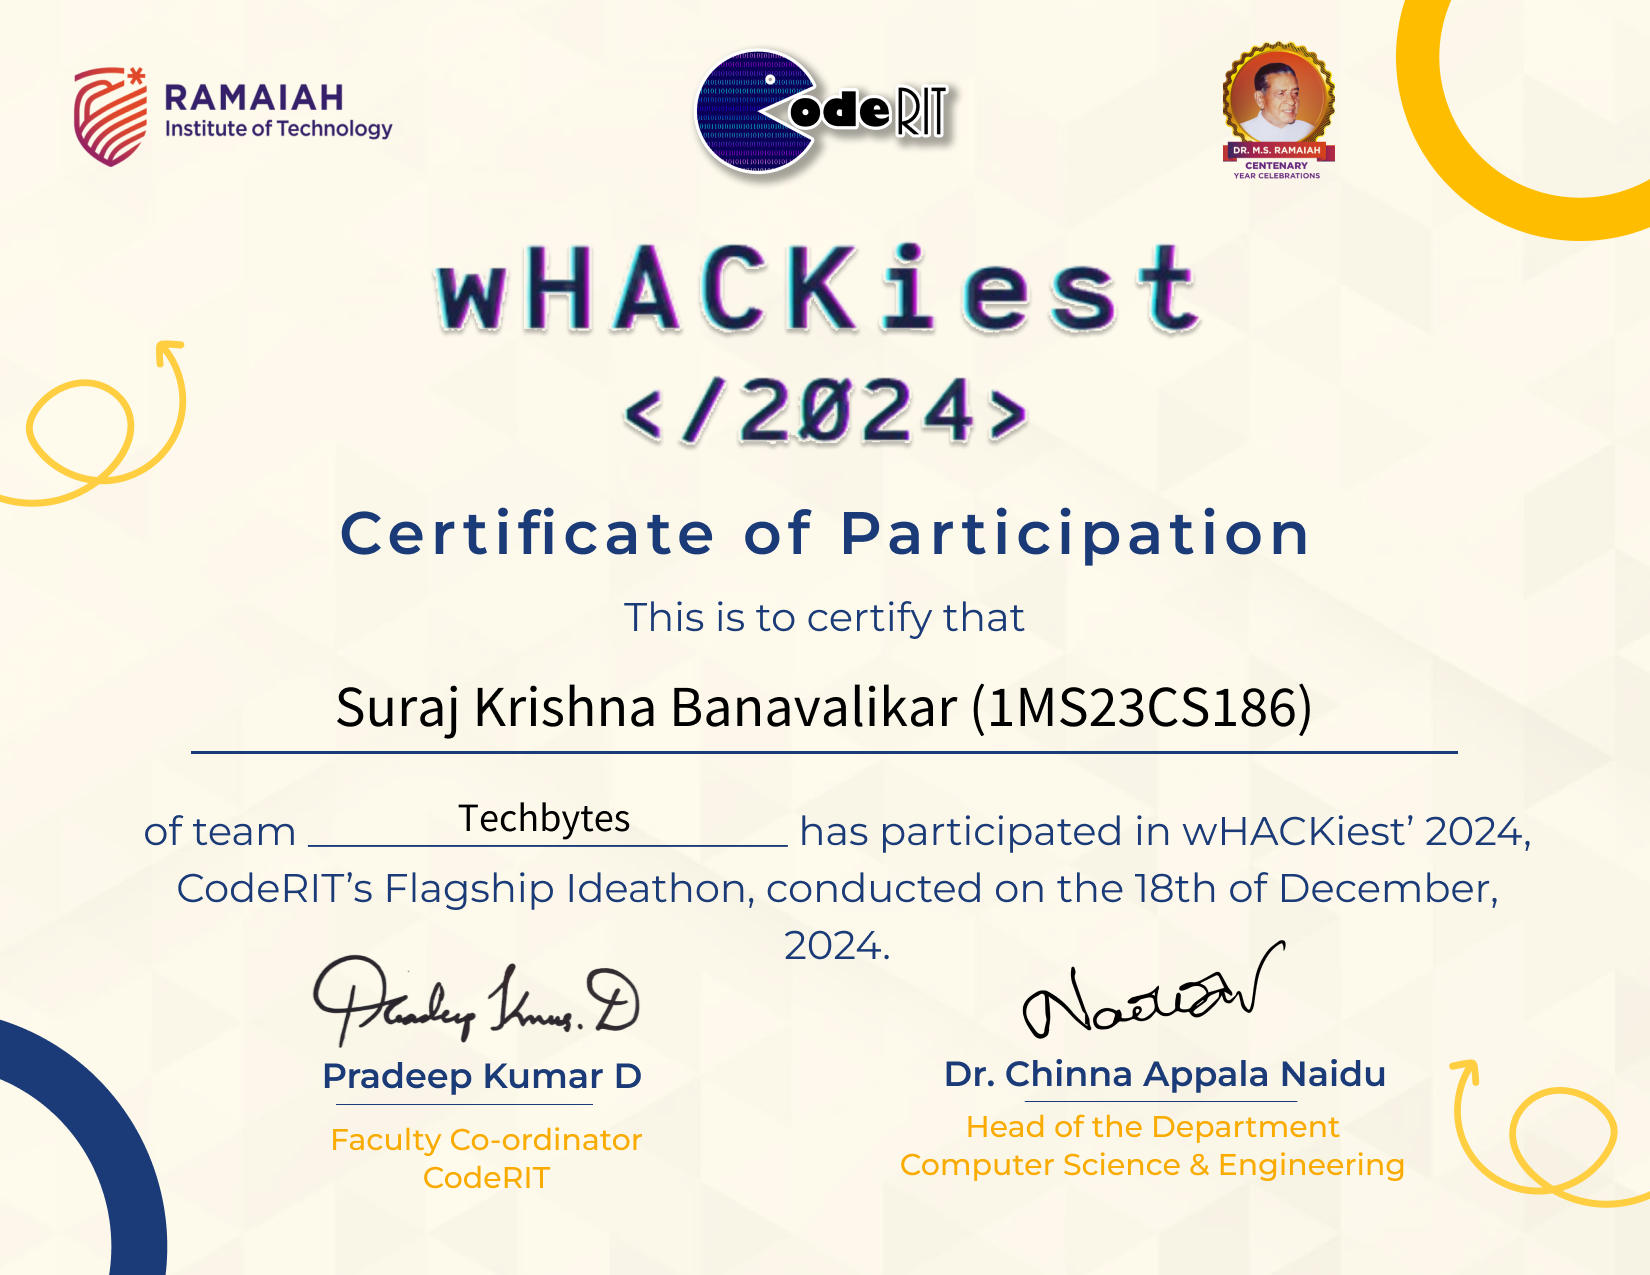 RAMAIAH
Institute of Technology
CodeRIT
DR. M.S. RAMAIAH
CENTENARY
YEAR CELEBRATIONS
wHACKiest
</2024>
Certificate of Participation
This is to certify that
Suraj Krishna Banavalikar (1MS23CS186)
of team Techbytes has participated in wHACKiest’ 2024,
CodeRIT’s Flagship Ideathon, conducted on the 18th of December,
2024.
Pradeep Kumar D
Pradeep Kumar D
Faculty Co-ordinator
CodeRIT
Dr. Chinna Appala Naidu
Head of the Department
Computer Science & Engineering